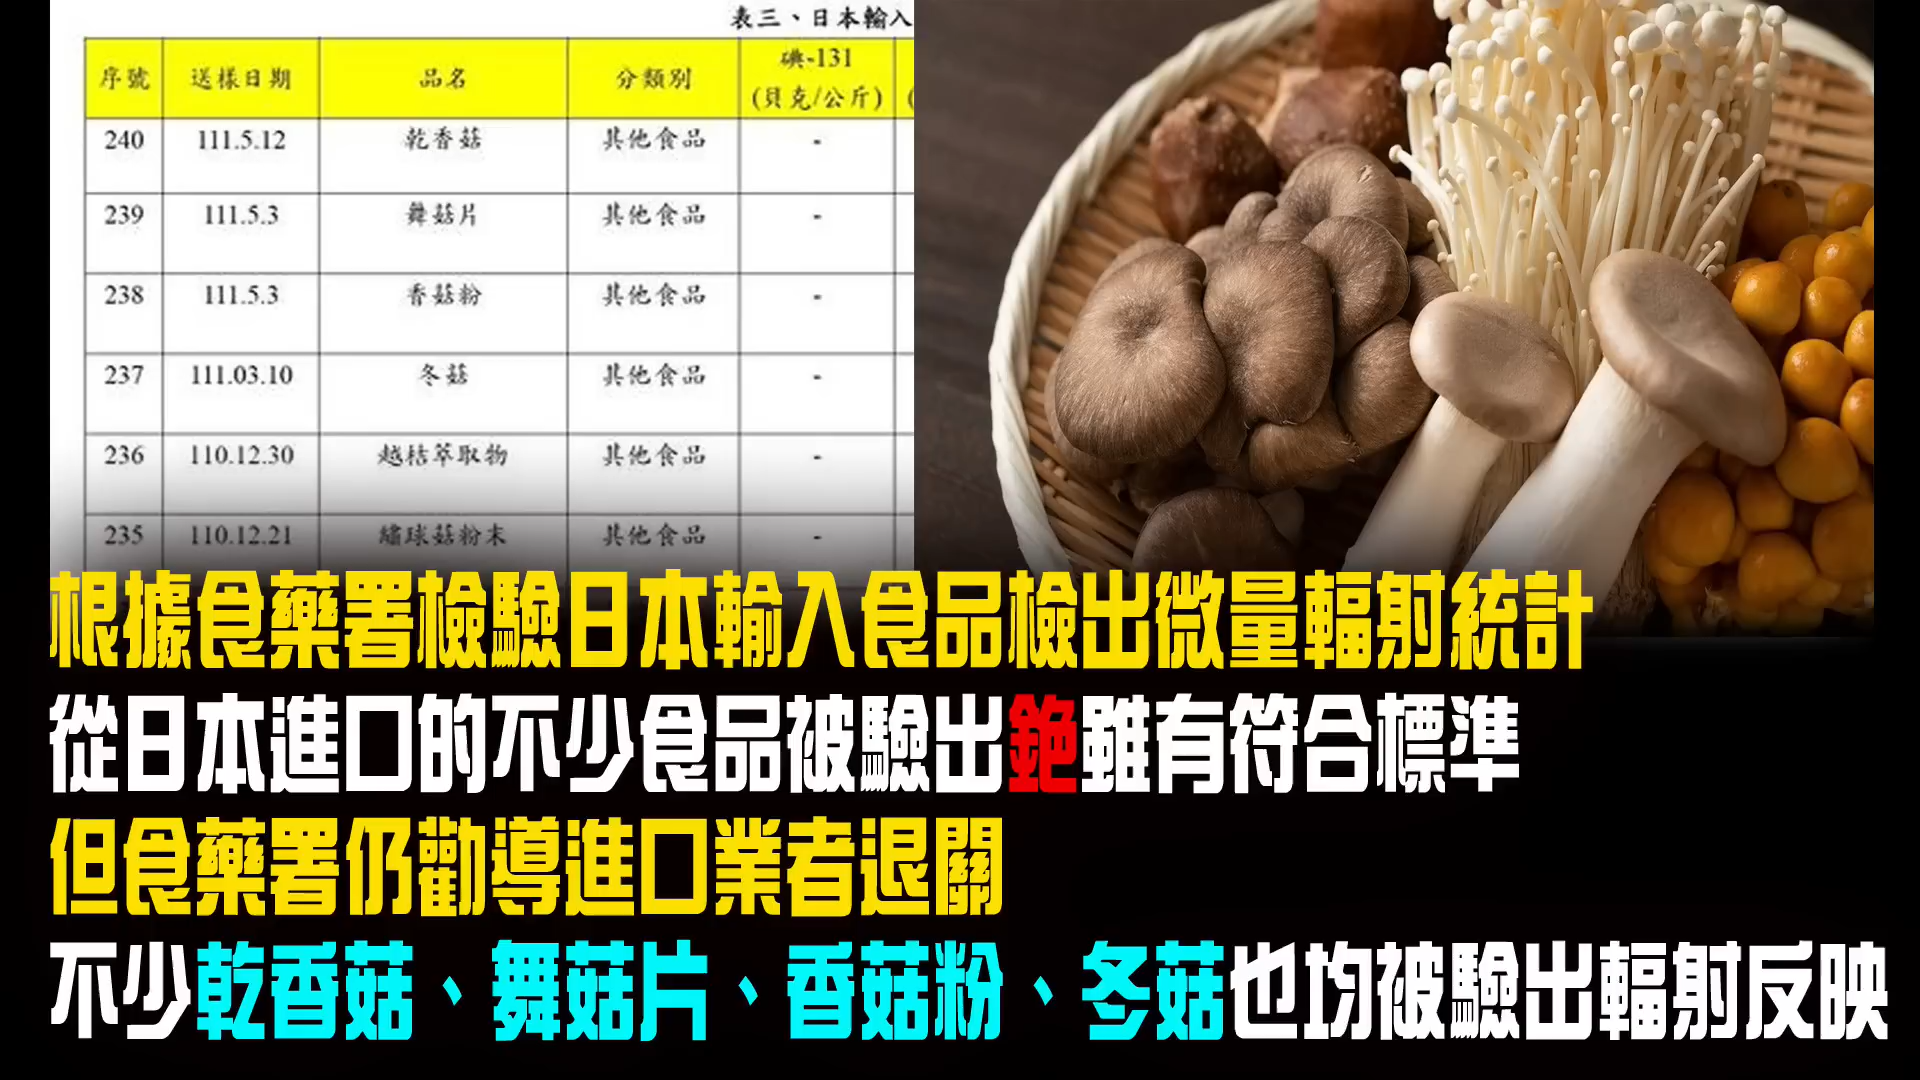 表三、日本輸入
序號 送樣日期 品名 分類別 碘-131 (貝克/公斤) (
240 111.5.12 乾香菇 其他食品 -
239 111.5.3 舞菇片 其他食品 -
238 111.5.3 香菇粉 其他食品 -
237 111.03.10 冬菇 其他食品 -
236 110.12.30 越桔萃取物 其他食品 -
235 110.12.21 繡球菇粉末 其他食品 -
根據食藥署檢驗日本輸入食品檢出微量輻射統計
從日本進口的不少食品被驗出銫雖有符合標準
但食藥署仍勸導進口業者退關
不少乾香菇、舞菇片、香菇粉、冬菇也均被驗出輻射反映